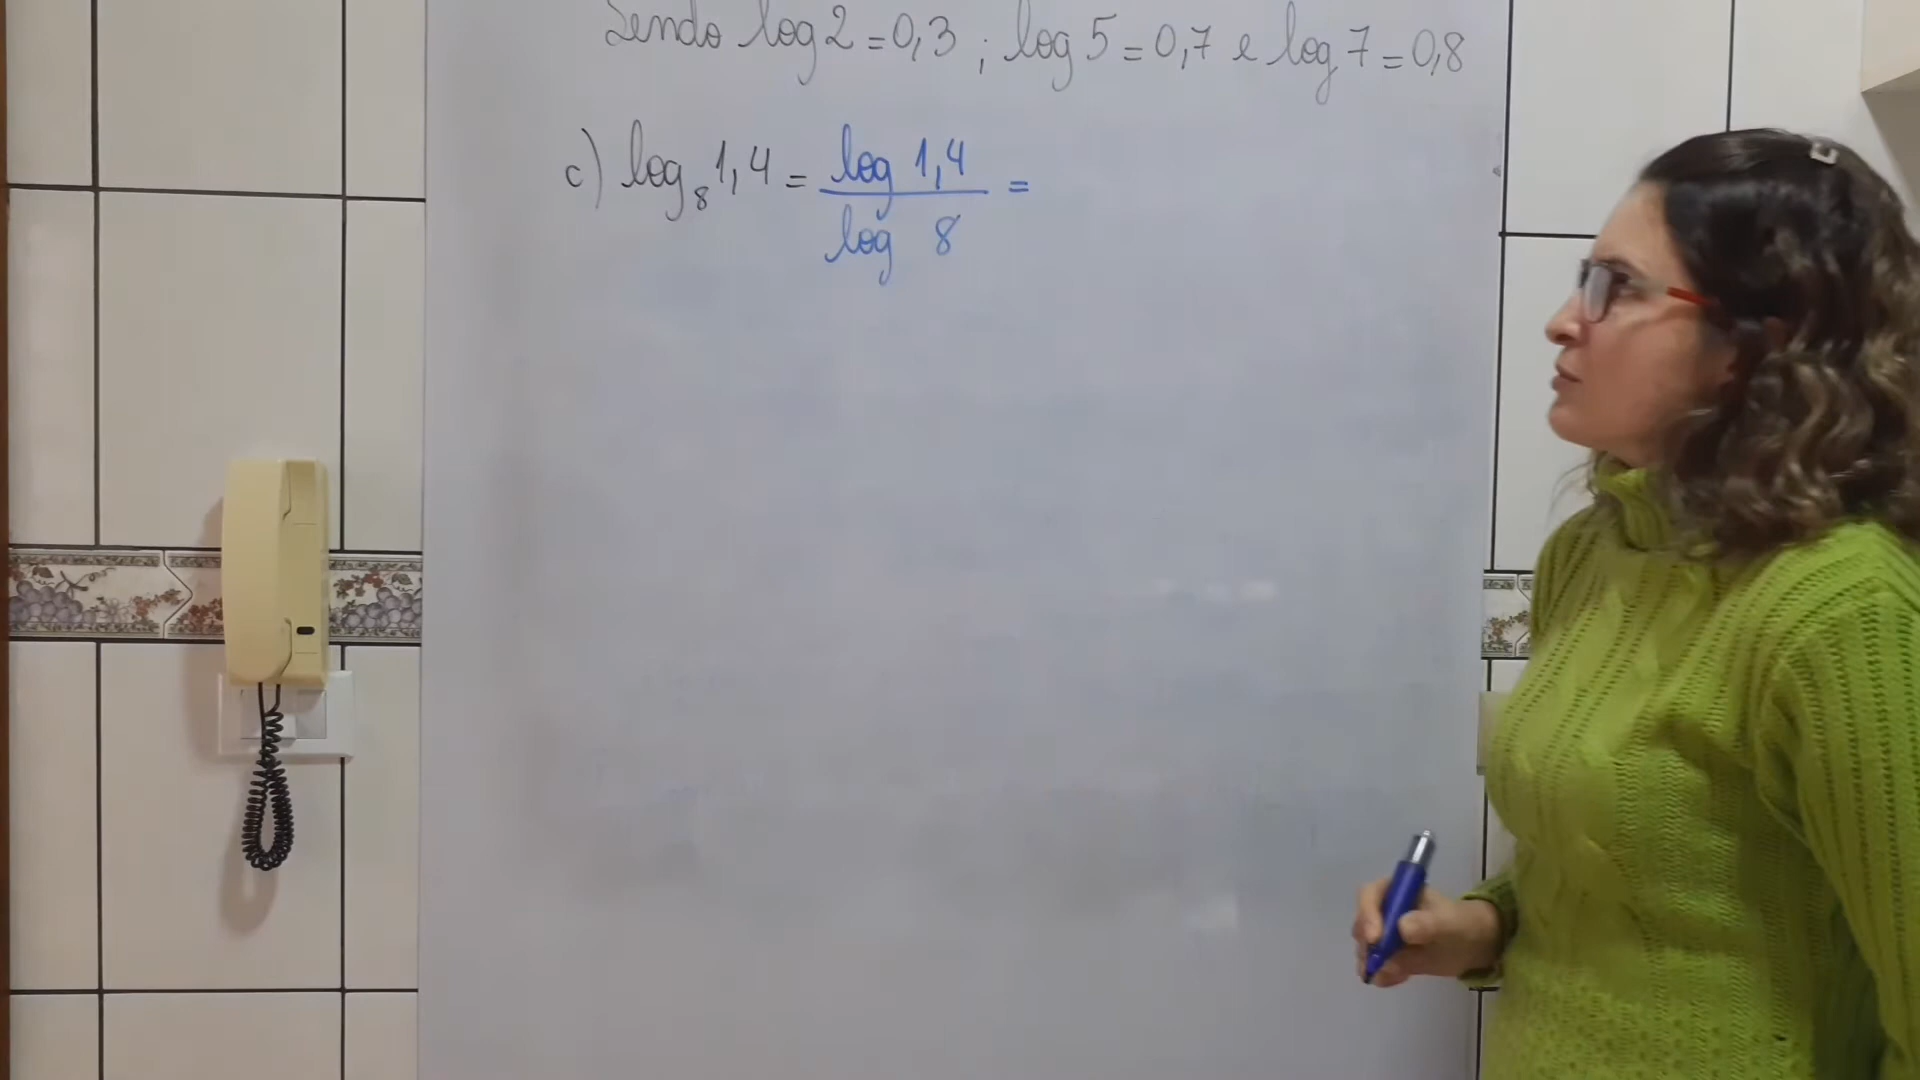 Sendo log 2 = 0,3 ; log 5 = 0,7 e log 7 = 0,8
c) log₈ 1,4 = log 1,4 =
log 8